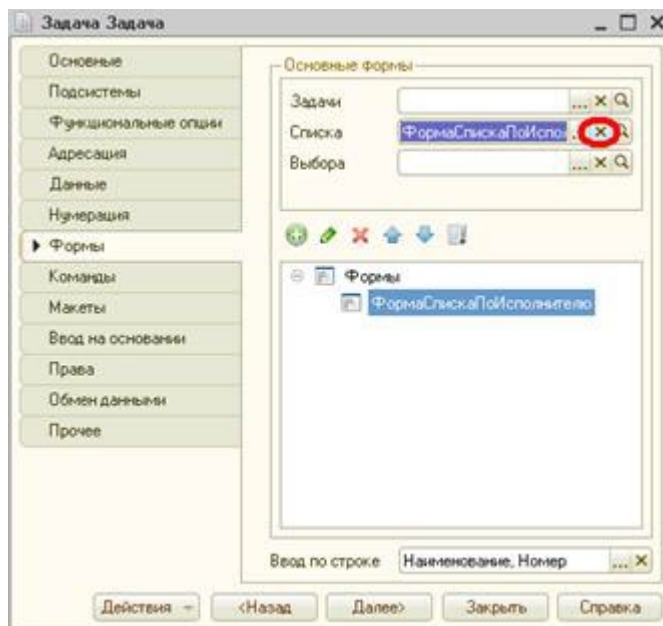 Задача Задача
Основные
Подсистемы
Функциональные опции
Адресация
Данные
Нумерация
Формы
Команды
Макеты
Ввод на основании
Права
Обмен данными
Прочее
Основные формы
Задачи
Списка ФормаСпискаПоИспо
Выбора
Формы
ФормаСпискаПоИсполнителю
Ввод по строке Наименование, Номер ...
Действия <Назад Далее> Закрыть Справка